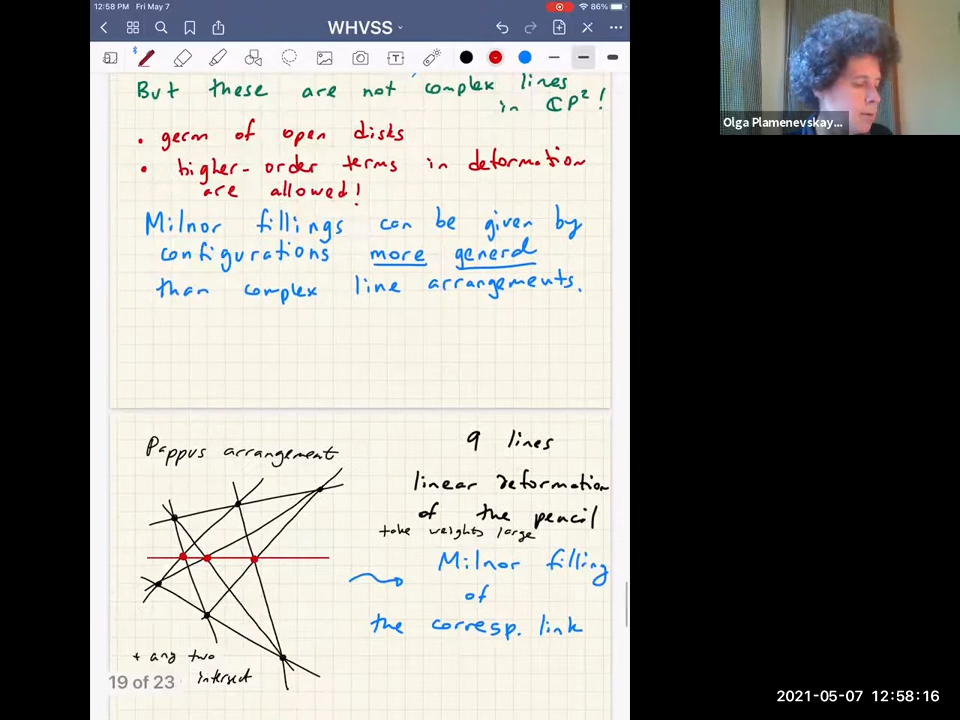 12:58 PM Fri May 7
86%
WHVSS
But these are not complex lines
in ℂP²!
• germ of open disks
• higher-order terms in deformation
are allowed!
Milnor fillings can be given by
configurations more general
than complex line arrangements.
Pappus arrangement
9 lines
linear deformation
of the pencil
take weights large
Milnor filling
of
the corresp. link
+ any two
intersect
19 of 23
Olga Plamenevskay...
2021-05-07 12:58:16